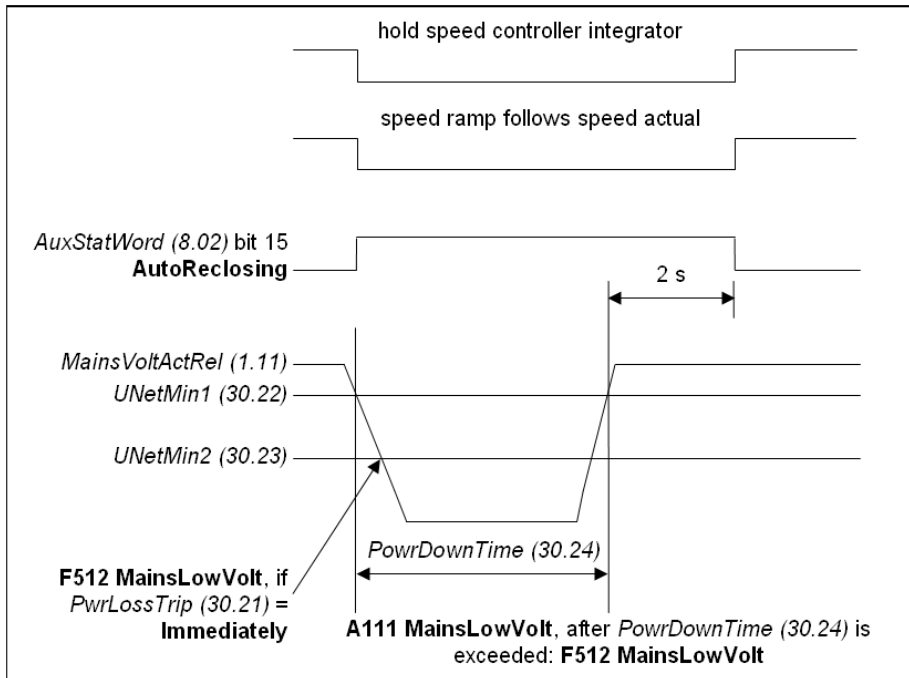 hold speed controller integrator
speed ramp follows speed actual
AuxStatWord (8.02) bit 15
AutoReclosing
2 s
MainsVoltActRel (1.11)
UNetMin1 (30.22)
UNetMin2 (30.23)
PowrDownTime (30.24)
F512 MainsLowVolt, if
PwrLossTrip (30.21) =
Immediately
A111 MainsLowVolt, after PowrDownTime (30.24) is
exceeded: F512 MainsLowVolt